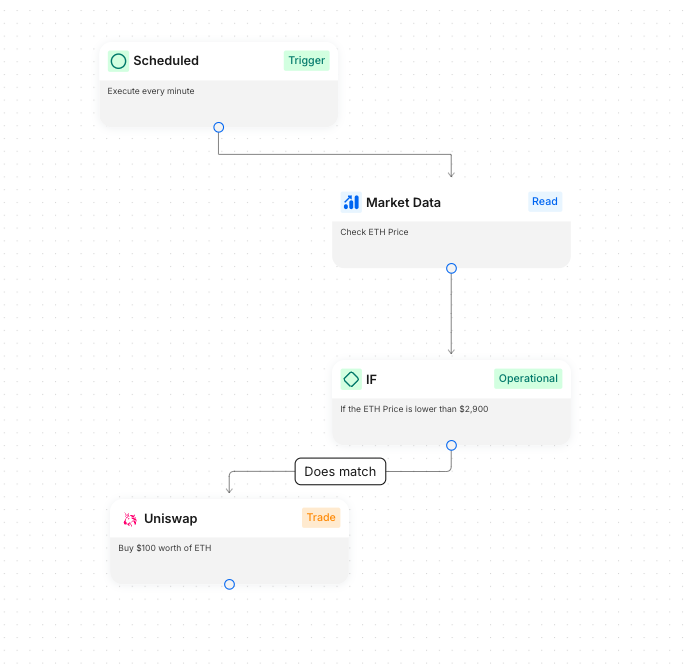 Scheduled
Trigger
Execute every minute
Market Data
Read
Check ETH Price
IF
Operational
If the ETH Price is lower than $2,900
Does match
Uniswap
Trade
Buy $100 worth of ETH